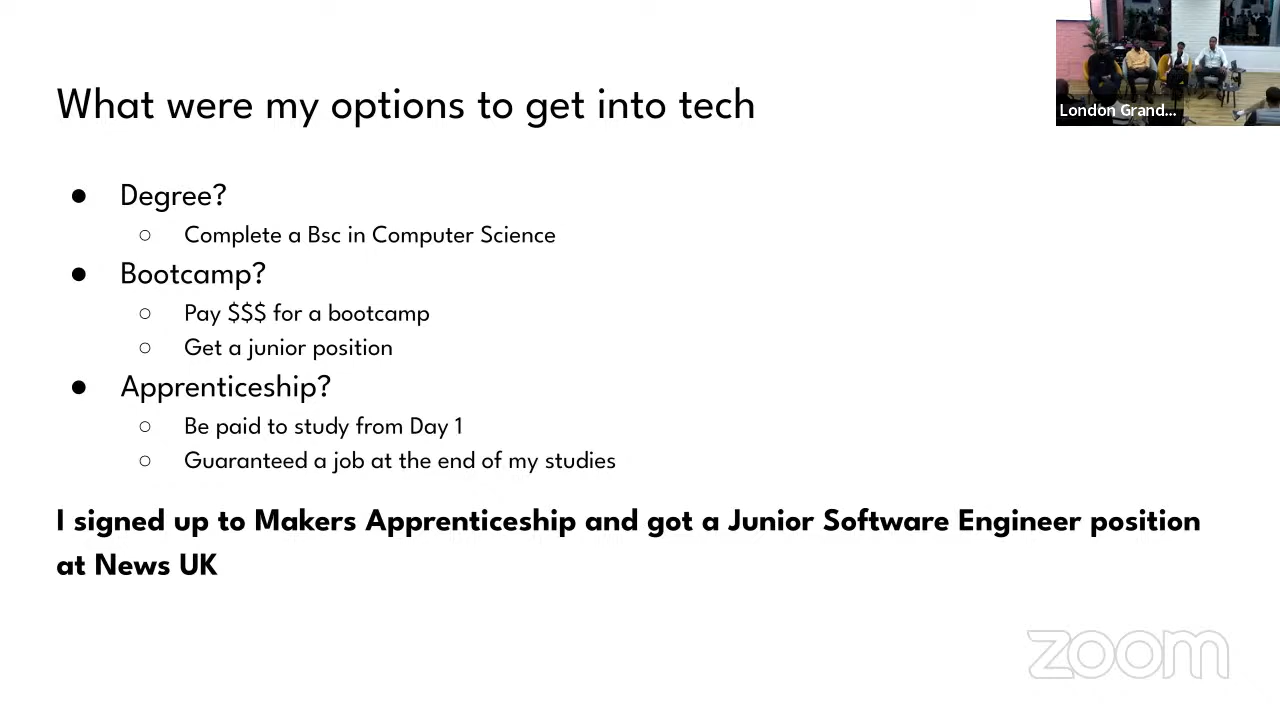 London Grand...
What were my options to get into tech
● Degree?
○ Complete a Bsc in Computer Science
● Bootcamp?
○ Pay $$$ for a bootcamp
○ Get a junior position
● Apprenticeship?
○ Be paid to study from Day 1
○ Guaranteed a job at the end of my studies
I signed up to Makers Apprenticeship and got a Junior Software Engineer position
at News UK
zoom